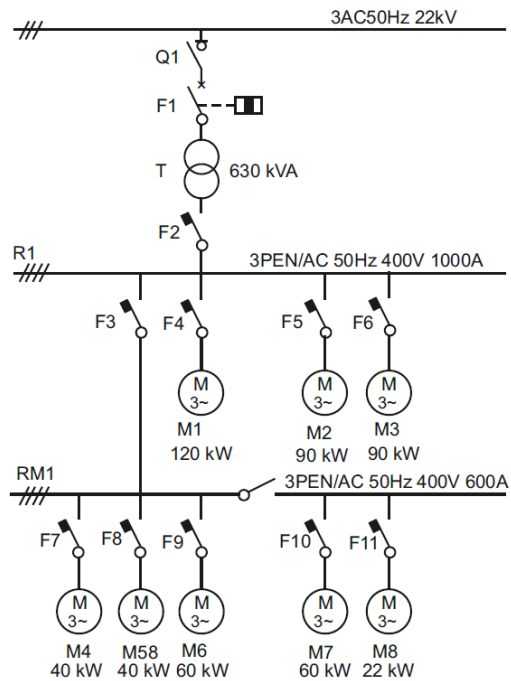 3AC50Hz 22kV
Q1
F1
T 630 kVA
F2
R1 3PEN/AC 50Hz 400V 1000A
F3 F4 F5 F6
M M M
3~ 3~ 3~
M1 M2 M3
120 kW 90 kW 90 kW
RM1 3PEN/AC 50Hz 400V 600A
F7 F8 F9 F10 F11
M M M M M
3~ 3~ 3~ 3~ 3~
M4 M58 M6 M7 M8
40 kW 40 kW 60 kW 60 kW 22 kW